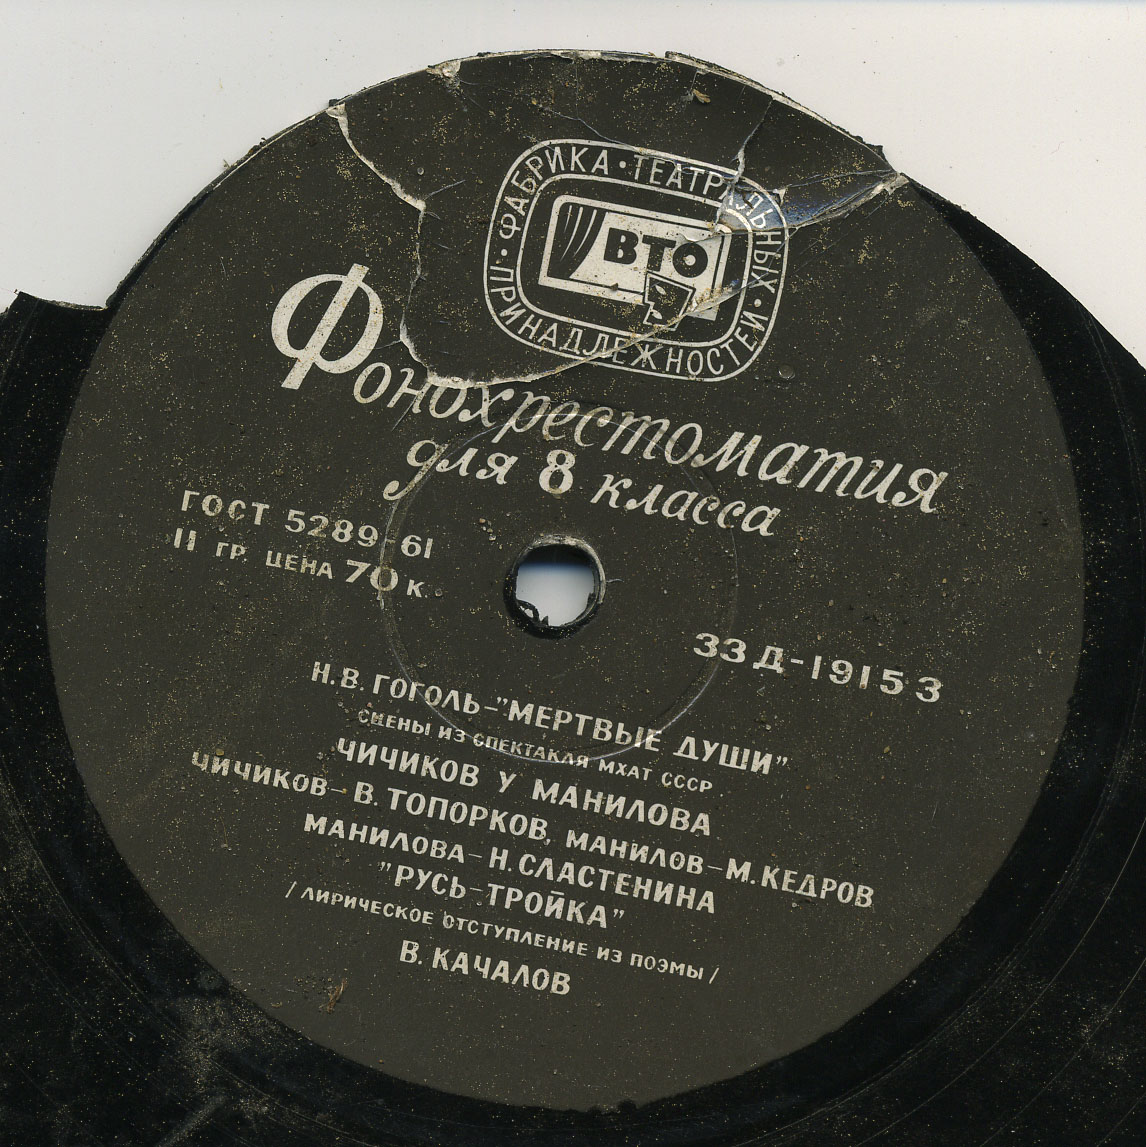 ФАБРИКА · ТЕАТРАЛЬНЫХ · ПРИНАДЛЕЖНОСТЕЙ ·
ВТО
Фонохрестоматия
для 8 класса
ГОСТ 5289-61
II ГР. ЦЕНА 70 К.
33Д-19153
Н.В. ГОГОЛЬ-"МЕРТВЫЕ ДУШИ"
СЦЕНЫ ИЗ СПЕКТАКЛЯ МХАТ СССР
ЧИЧИКОВ У МАНИЛОВА
ЧИЧИКОВ-В. ТОПОРКОВ, МАНИЛОВ-М. КЕДРОВ
МАНИЛОВА-Н. СЛАСТЕНИНА
"РУСЬ-ТРОЙКА"
/ЛИРИЧЕСКОЕ ОТСТУПЛЕНИЕ ИЗ ПОЭМЫ/
В. КАЧАЛОВ